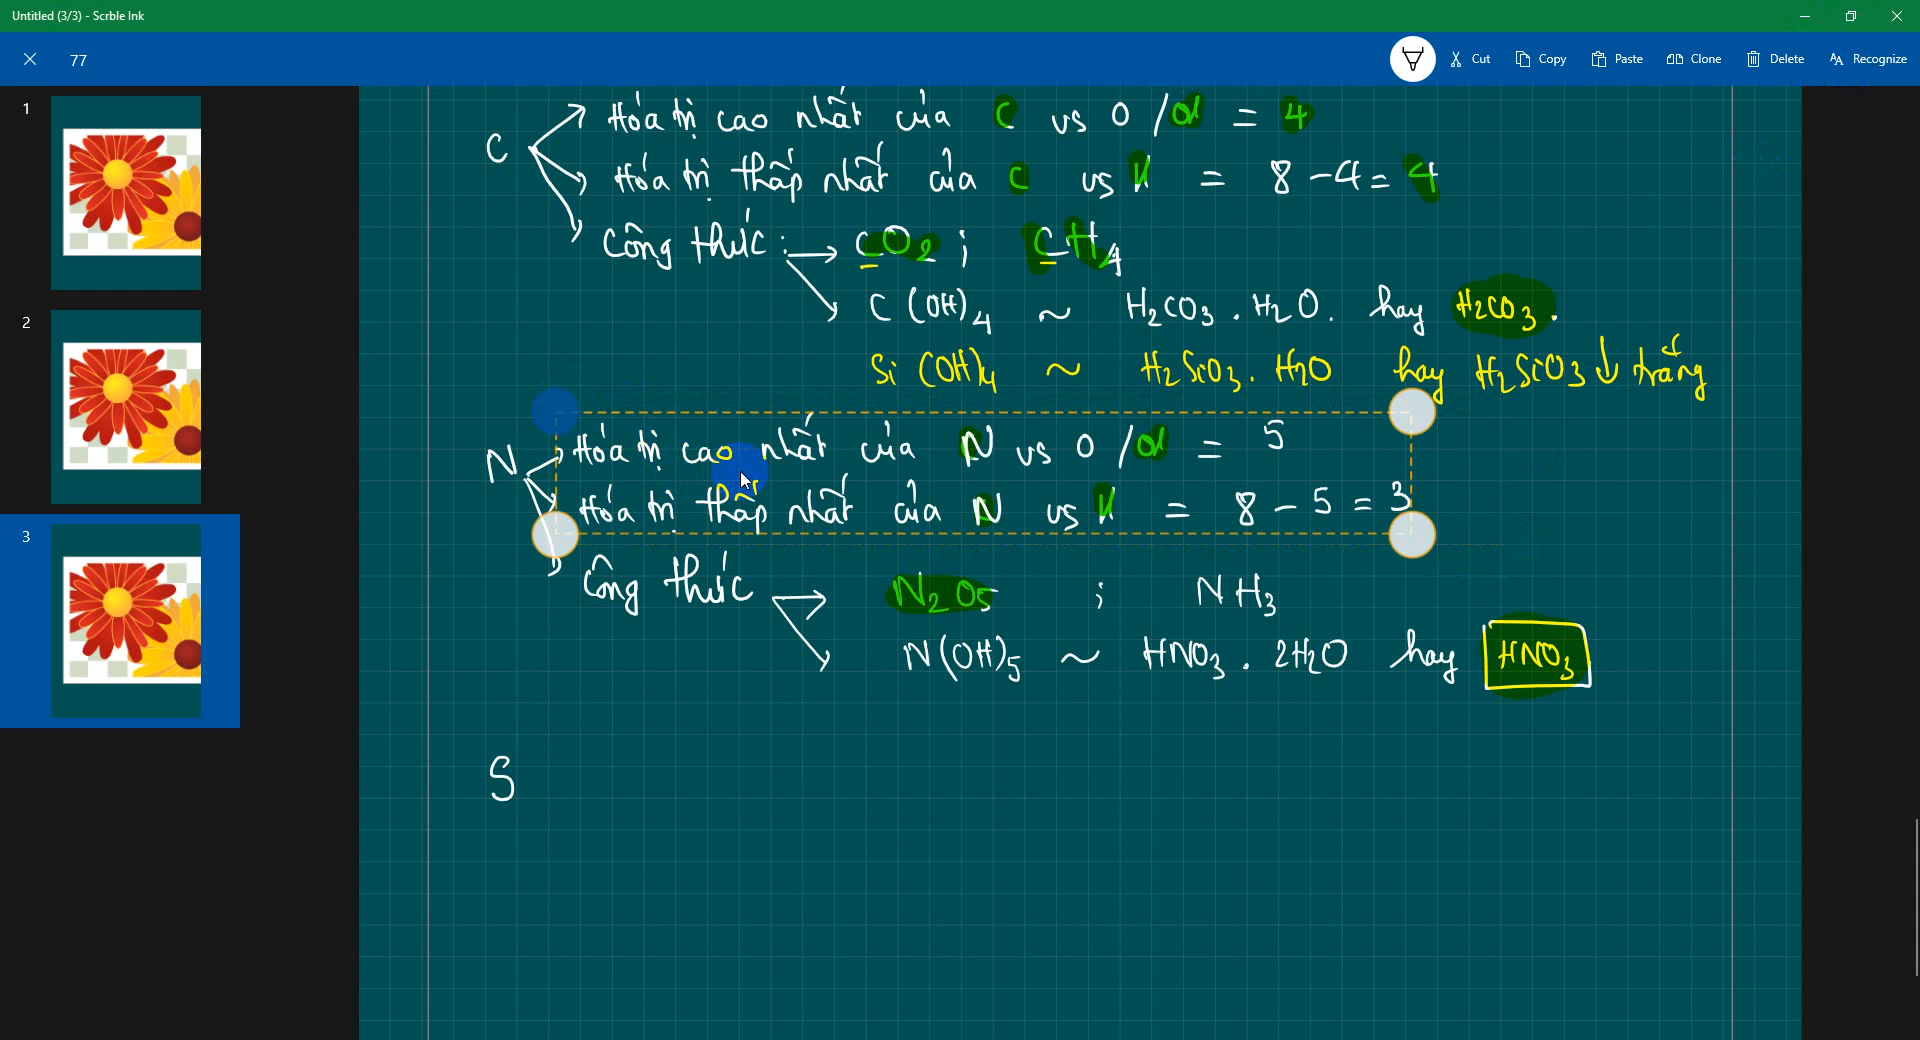 Untitled (3/3) - Scrble Ink
77
Cut Copy Paste Clone Delete Recognize
1
2
3
C
Hóa trị cao nhất của C vs O / = 4
Hóa trị thấp nhất của C vs H = 8 - 4 = 4
Công thức : CO2 ; CH4
C(OH)4 ~ H2CO3 . H2O . hay H2CO3 .
Si(OH)4 ~ H2SiO3 . H2O hay H2SiO3 ↓ trắng
N
Hóa trị cao nhất của N vs O / = 5
Hóa trị thấp nhất của N vs H = 8 - 5 = 3
Công thức N2O5 ; NH3
N(OH)5 ~ HNO3 . 2H2O hay HNO3
S